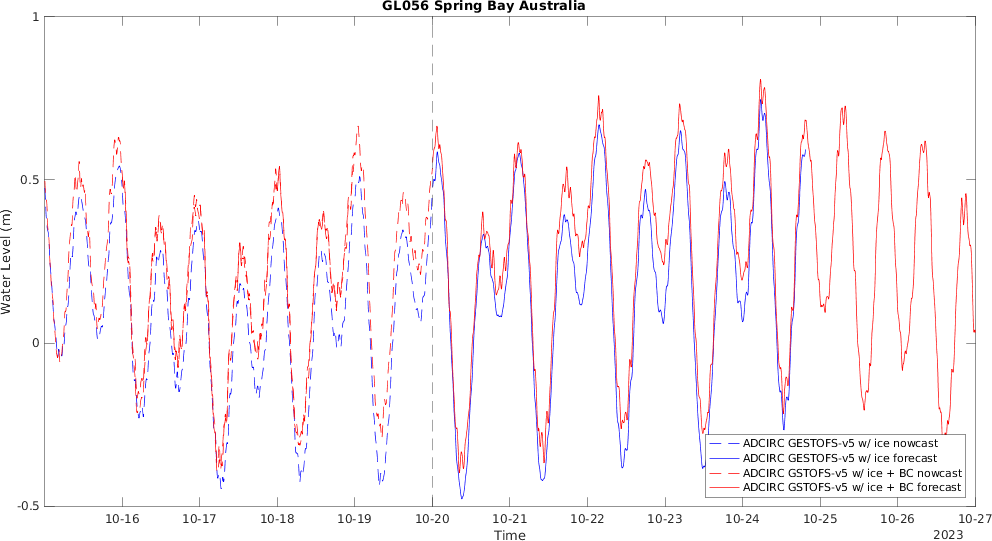 GL056 Spring Bay Australia
1
0.5
0
-0.5
Water Level (m)
10-16 10-17 10-18 10-19 10-20 10-21 10-22 10-23 10-24 10-25 10-26 10-27
Time
2023
ADCIRC GESTOFS-v5 w/ ice nowcast
ADCIRC GESTOFS-v5 w/ ice forecast
ADCIRC GSTOFS-v5 w/ ice + BC nowcast
ADCIRC GSTOFS-v5 w/ ice + BC forecast